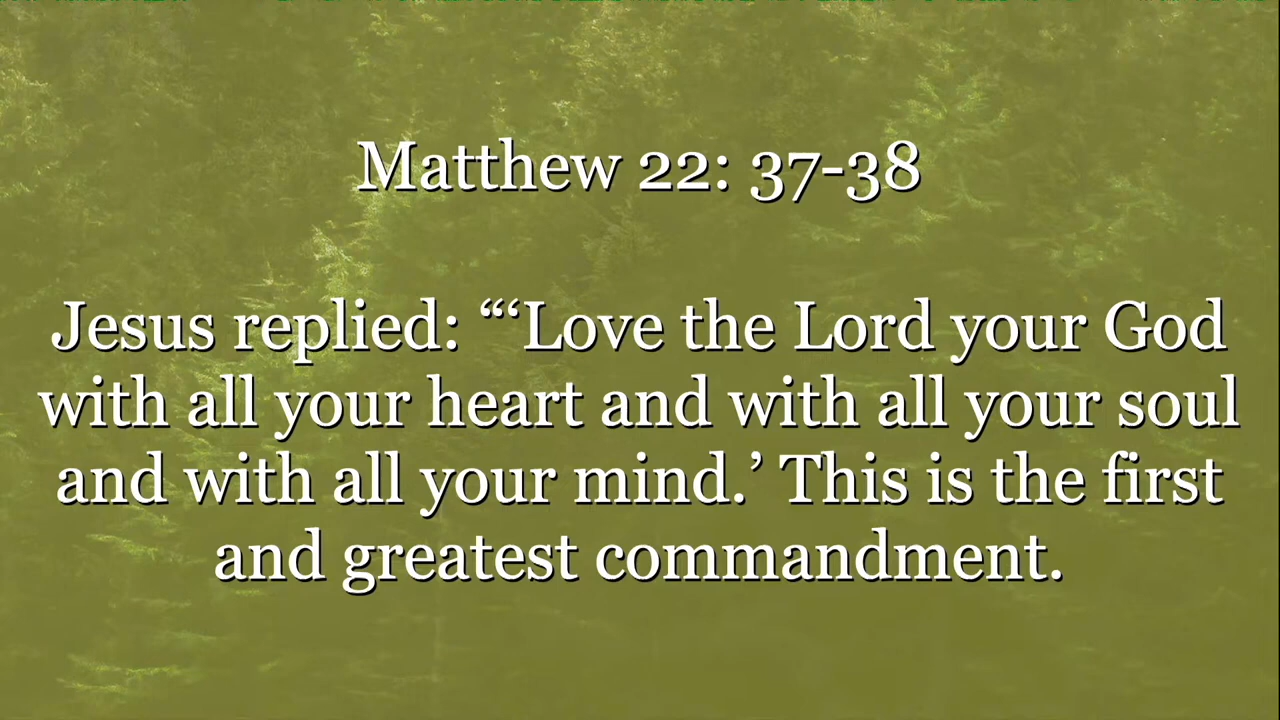 Matthew 22: 37-38
Jesus replied: “‘Love the Lord your God
with all your heart and with all your soul
and with all your mind.’ This is the first
and greatest commandment.